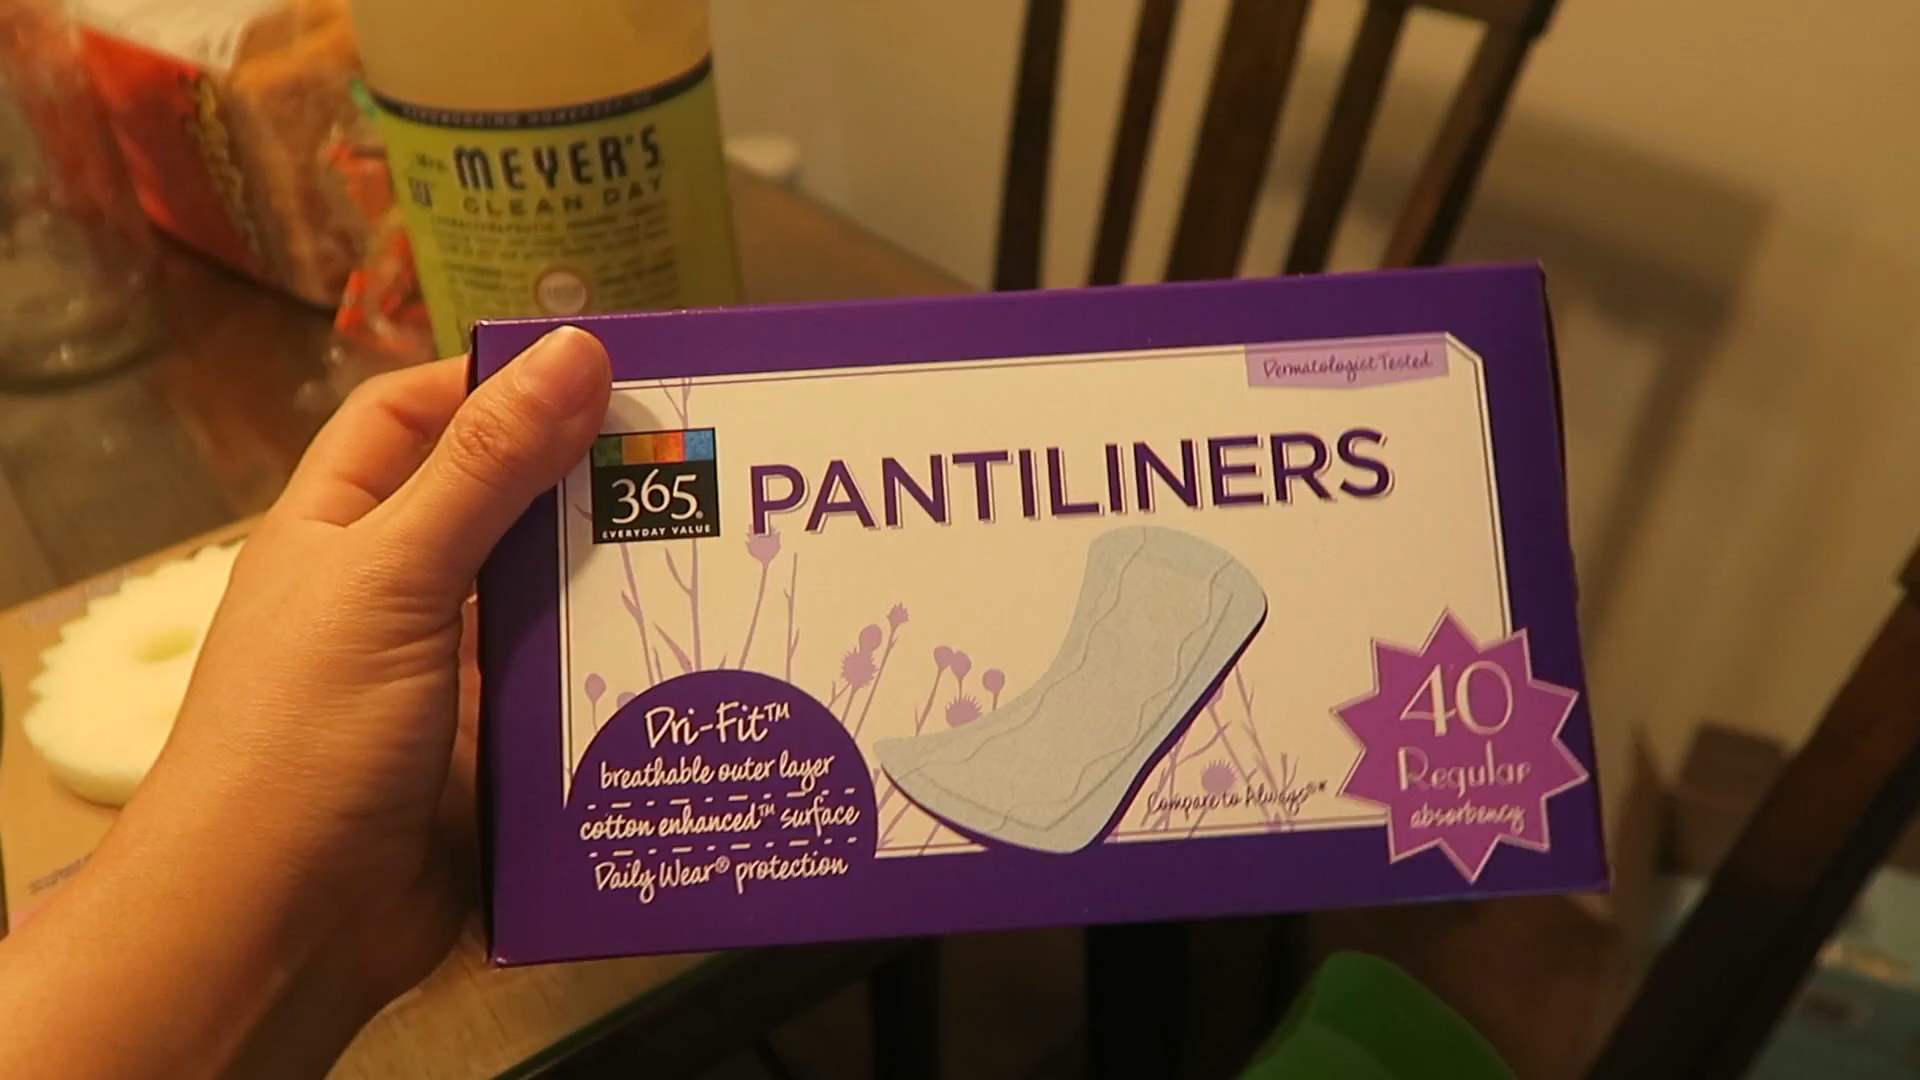 Mrs. MEYER'S
CLEAN DAY
Dermatologist Tested
365®
EVERYDAY VALUE
PANTILINERS
Dri-Fit™
breathable outer layer
cotton enhanced™ surface
Daily Wear® protection
Compare to Always®*
40
Regular
absorbency